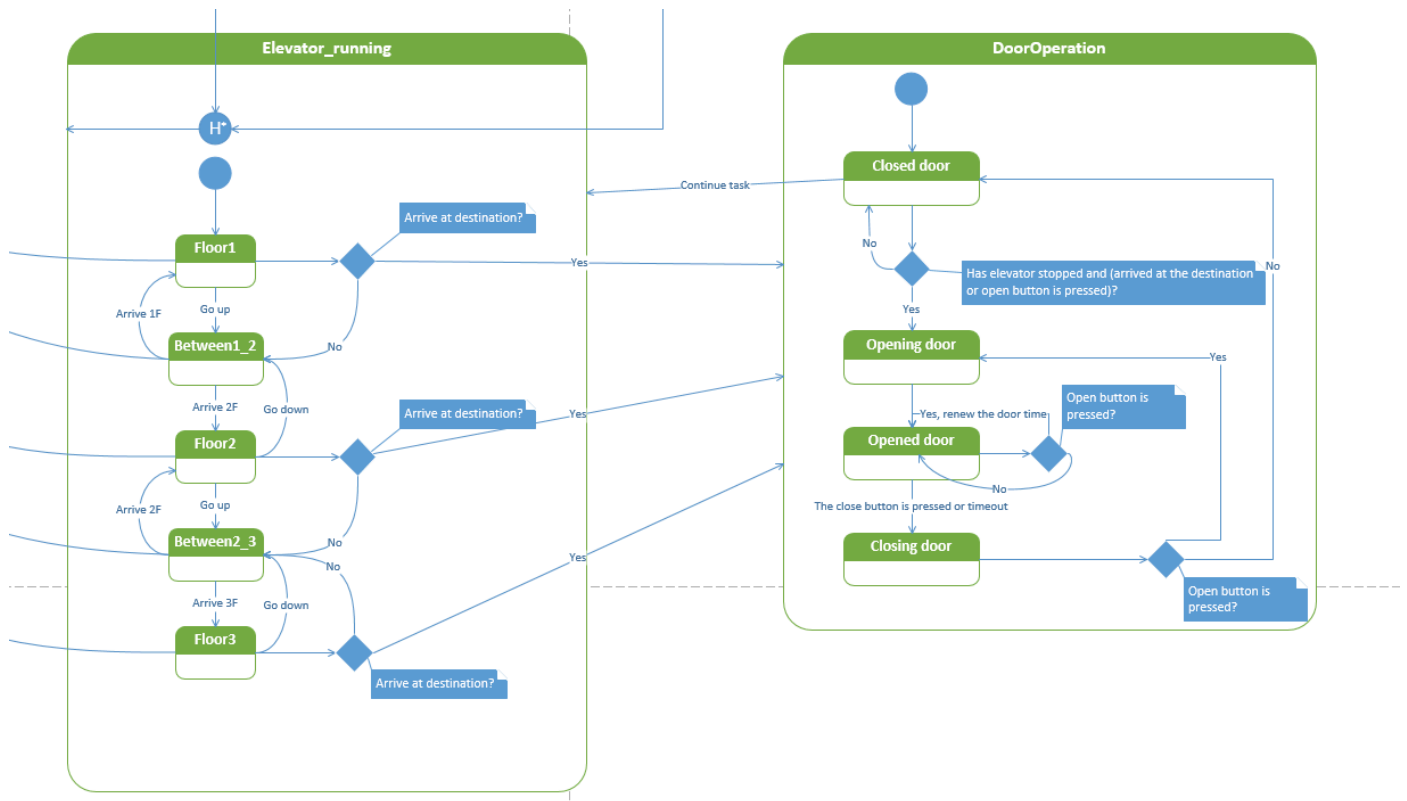 Elevator_running
H*
Arrive at destination?
Floor1
Yes
Arrive 1F
Go up
No
Between1_2
Arrive 2F
Go down
Arrive at destination?
Yes
Floor2
Arrive 2F
Go up
No
Between2_3
No
Yes
Arrive 3F
Go down
Floor3
Arrive at destination?
DoorOperation
Closed door
Continue task
No
Has elevator stopped and (arrived at the destination
or open button is pressed)?
No
Yes
Opening door
Yes
Open button is
pressed?
Yes, renew the door time
Opened door
No
The close button is pressed or timeout
Closing door
Open button is
pressed?